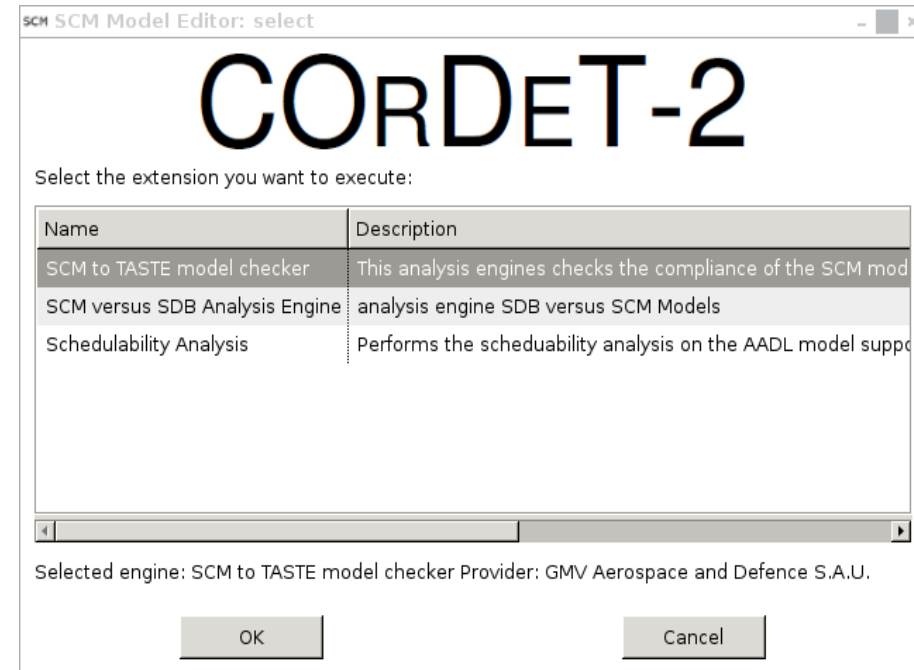 SCM SCM Model Editor: select
COrDeT-2
Select the extension you want to execute:
Name Description
SCM to TASTE model checker This analysis engines checks the compliance of the SCM mod
SCM versus SDB Analysis Engine analysis engine SDB versus SCM Models
Schedulability Analysis Performs the scheduability analysis on the AADL model suppo
Selected engine: SCM to TASTE model checker Provider: GMV Aerospace and Defence S.A.U.
OK Cancel